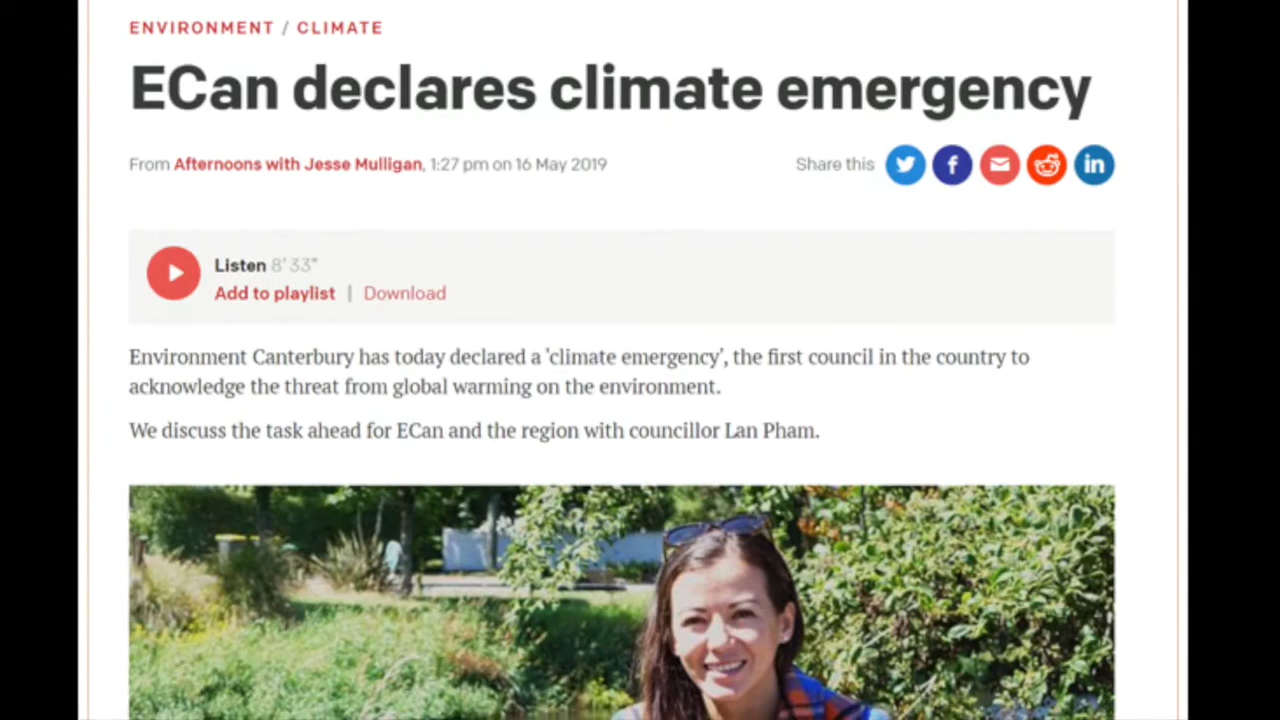 ENVIRONMENT / CLIMATE
ECan declares climate emergency
From Afternoons with Jesse Mulligan, 1:27 pm on 16 May 2019
Share this
Listen 8′ 33″
Add to playlist | Download
Environment Canterbury has today declared a 'climate emergency', the first council in the country to
acknowledge the threat from global warming on the environment.
We discuss the task ahead for ECan and the region with councillor Lan Pham.